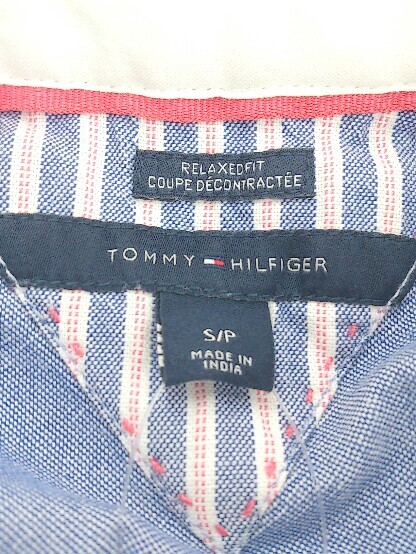 RELAXEDFIT
COUPE DÉCONTRACTÉE
TOMMY HILFIGER
S/P
MADE IN
INDIA